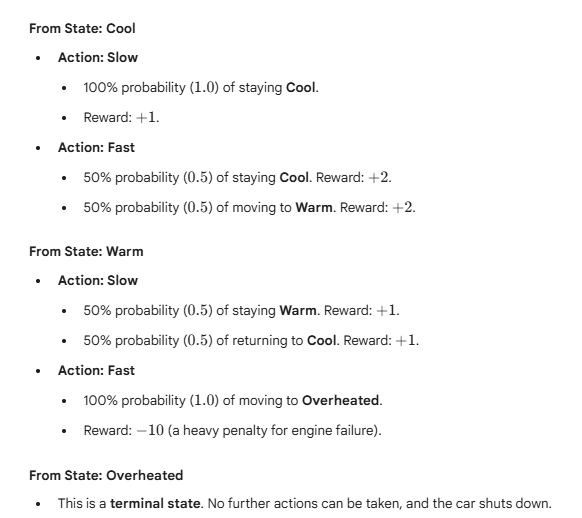 From State: Cool
• Action: Slow
• 100% probability (1.0) of staying Cool.
• Reward: +1.
• Action: Fast
• 50% probability (0.5) of staying Cool. Reward: +2.
• 50% probability (0.5) of moving to Warm. Reward: +2.
From State: Warm
• Action: Slow
• 50% probability (0.5) of staying Warm. Reward: +1.
• 50% probability (0.5) of returning to Cool. Reward: +1.
• Action: Fast
• 100% probability (1.0) of moving to Overheated.
• Reward: −10 (a heavy penalty for engine failure).
From State: Overheated
• This is a terminal state. No further actions can be taken, and the car shuts down.